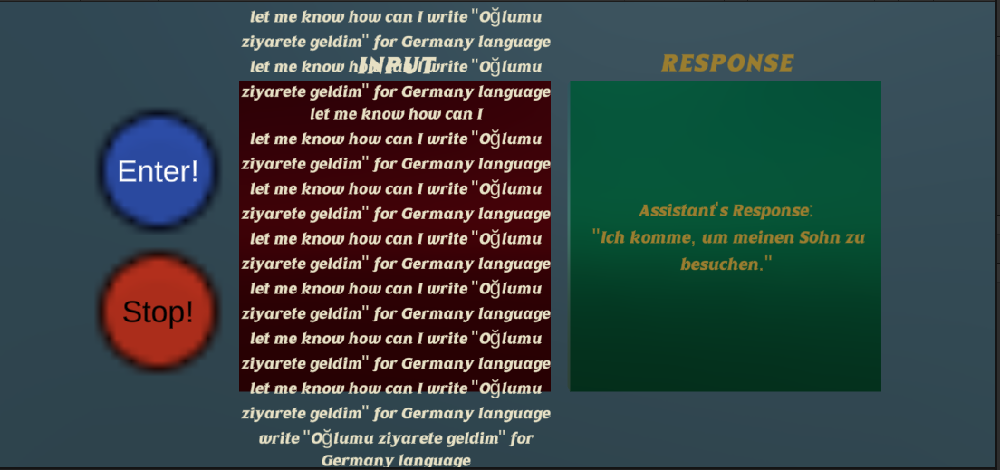 let me know how can I write "Oğlumu
ziyarete geldim" for Germany language
let me know how can I write "Oğlumu
INPUT
ziyarete geldim" for Germany language
let me know how can I
let me know how can I write "Oğlumu
ziyarete geldim" for Germany language
let me know how can I write "Oğlumu
ziyarete geldim" for Germany language
let me know how can I write "Oğlumu
ziyarete geldim" for Germany language
let me know how can I write "Oğlumu
ziyarete geldim" for Germany language
let me know how can I write "Oğlumu
ziyarete geldim" for Germany language
let me know how can I write "Oğlumu
ziyarete geldim" for Germany language
write "Oğlumu ziyarete geldim" for
Germany language
Enter!
Stop!
RESPONSE
Assistant's Response:
"Ich komme, um meinen Sohn zu
besuchen."